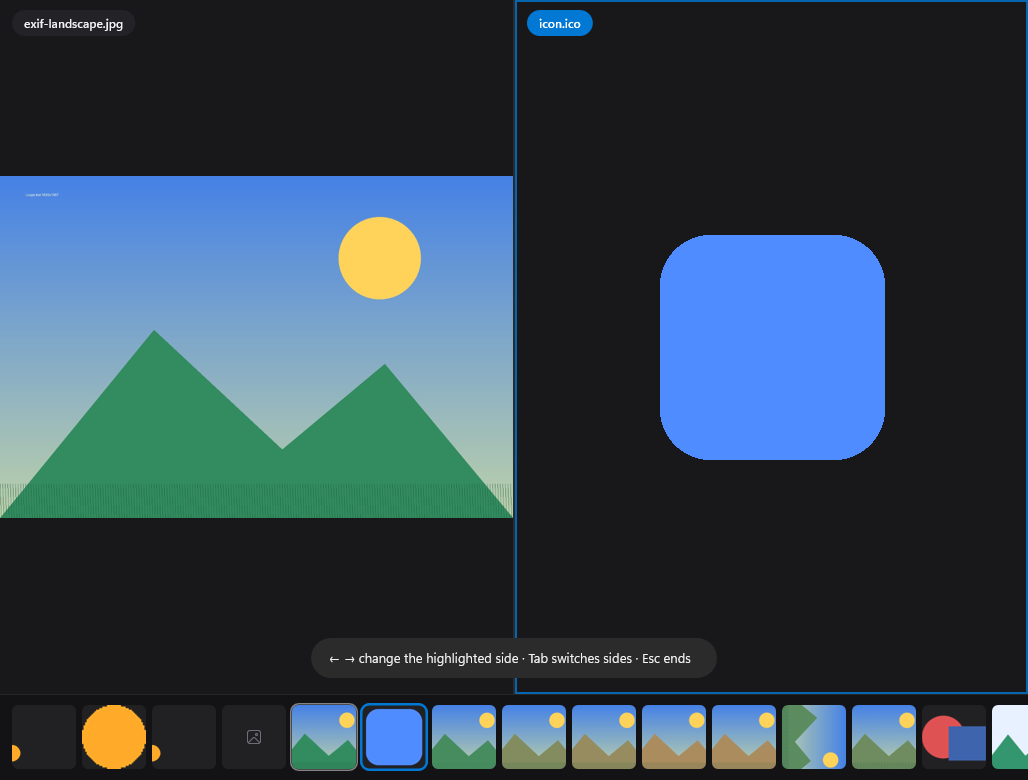 exif-landscape.jpg
icon.ico
← → change the highlighted side · Tab switches sides · Esc ends